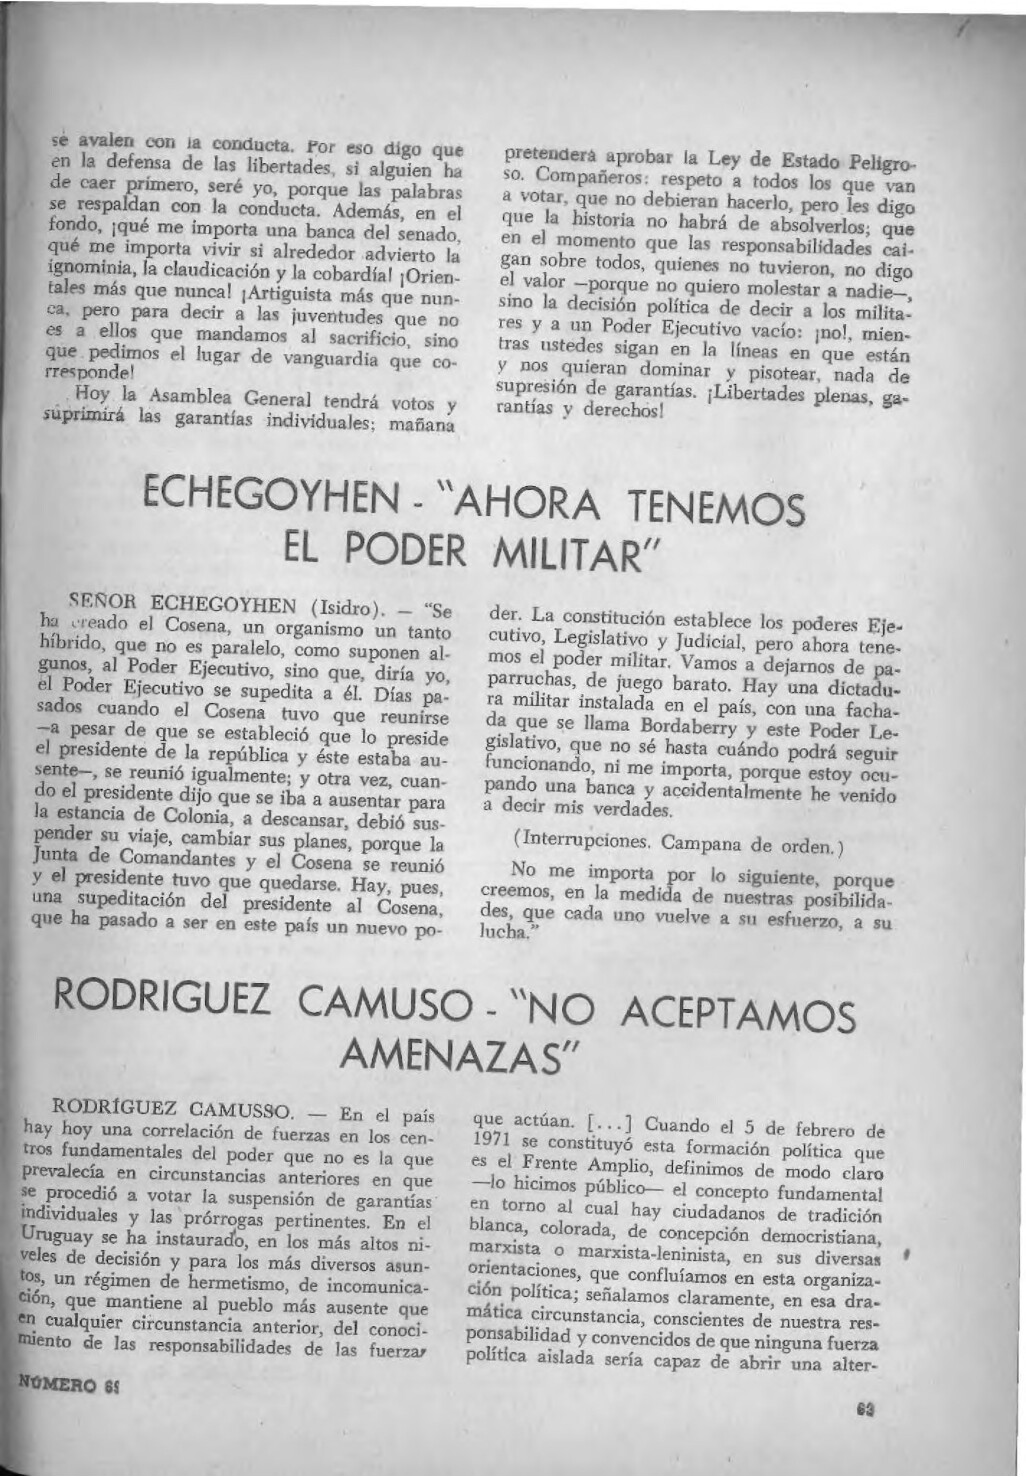 se avalen con la conducta. Por eso digo que
en la defensa de las libertades, si alguien ha
de caer primero, seré yo, porque las palabras
se respaldan con la conducta. Además, en el
fondo, ¡qué me importa una banca del senado,
qué me importa vivir si alrededor advierto la
ignominia, la claudicación y la cobardía! ¡Orien-
tales más que nunca! ¡Artiguista más que nun-
ca, pero para decir a las juventudes que no
es a ellos que mandamos al sacrificio, sino
que pedimos el lugar de vanguardia que co-
rresponde!
Hoy la Asamblea General tendrá votos y
suprimirá las garantías individuales; mañana
pretenderá aprobar la Ley de Estado Peligro-
so. Compañeros: respeto a todos los que van
a votar, que no debieran hacerlo, pero les digo
que la historia no habrá de absolverlos; que
en el momento que las responsabilidades cai-
gan sobre todos, quienes no tuvieron, no digo
el valor —porque no quiero molestar a nadie—,
sino la decisión política de decir a los milita-
res y a un Poder Ejecutivo vacío: ¡no!, mien-
tras ustedes sigan en la líneas en que están
y nos quieran dominar y pisotear, nada de
supresión de garantías. ¡Libertades plenas, ga-
rantías y derechos!
ECHEGOYHEN - "AHORA TENEMOS
EL PODER MILITAR"
SEÑOR ECHEGOYHEN (Isidro). — "Se
ha creado el Cosena, un organismo un tanto
híbrido, que no es paralelo, como suponen al-
gunos, al Poder Ejecutivo, sino que, diría yo,
el Poder Ejecutivo se supedita a él. Días pa-
sados cuando el Cosena tuvo que reunirse
—a pesar de que se estableció que lo preside
el presidente de la república y éste estaba au-
sente—, se reunió igualmente; y otra vez, cuan-
do el presidente dijo que se iba a ausentar para
la estancia de Colonia, a descansar, debió sus-
pender su viaje, cambiar sus planes, porque la
Junta de Comandantes y el Cosena se reunió
y el presidente tuvo que quedarse. Hay, pues,
una supeditación del presidente al Cosena,
que ha pasado a ser en este país un nuevo po-
der. La constitución establece los poderes Eje-
cutivo, Legislativo y Judicial, pero ahora tene-
mos el poder militar. Vamos a dejarnos de pa-
parruchas, de juego barato. Hay una dictadu-
ra militar instalada en el país, con una facha-
da que se llama Bordaberry y este Poder Le-
gislativo, que no sé hasta cuándo podrá seguir
funcionando, ni me importa, porque estoy ocu-
pando una banca y accidentalmente he venido
a decir mis verdades.
(Interrupciones. Campana de orden.)
No me importa por lo siguiente, porque
creemos, en la medida de nuestras posibilida-
des, que cada uno vuelve a su esfuerzo, a su
lucha."
RODRIGUEZ CAMUSO - "NO ACEPTAMOS
AMENAZAS"
RODRÍGUEZ CAMUSSO. — En el país
hay hoy una correlación de fuerzas en los cen-
tros fundamentales del poder que no es la que
prevalecía en circunstancias anteriores en que
se procedió a votar la suspensión de garantías
individuales y las prórrogas pertinentes. En el
Uruguay se ha instaurado, en los más altos ni-
veles de decisión y para los más diversos asun-
tos, un régimen de hermetismo, de incomunica-
ción, que mantiene al pueblo más ausente que
en cualquier circunstancia anterior, del conoci-
miento de las responsabilidades de las fuerzas
que actúan. [...] Cuando el 5 de febrero de
1971 se constituyó esta formación política que
es el Frente Amplio, definimos de modo claro
—lo hicimos público— el concepto fundamental
en torno al cual hay ciudadanos de tradición
blanca, colorada, de concepción democristiana,
marxista o marxista-leninista, en sus diversas
orientaciones, que confluíamos en esta organiza-
ción política; señalamos claramente, en esa dra-
mática circunstancia, conscientes de nuestra res-
ponsabilidad y convencidos de que ninguna fuerza
política aislada sería capaz de abrir una alter-
NÚMERO
63